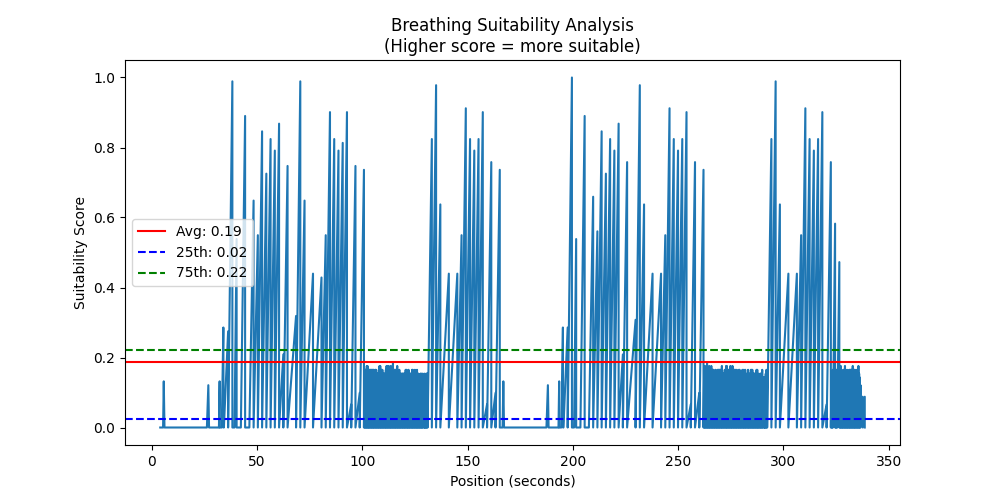 Breathing Suitability Analysis
(Higher score = more suitable)
Suitability Score
1.0
0.8
0.6
0.4
0.2
0.0
Avg: 0.19
25th: 0.02
75th: 0.22
0 50 100 150 200 250 300 350
Position (seconds)